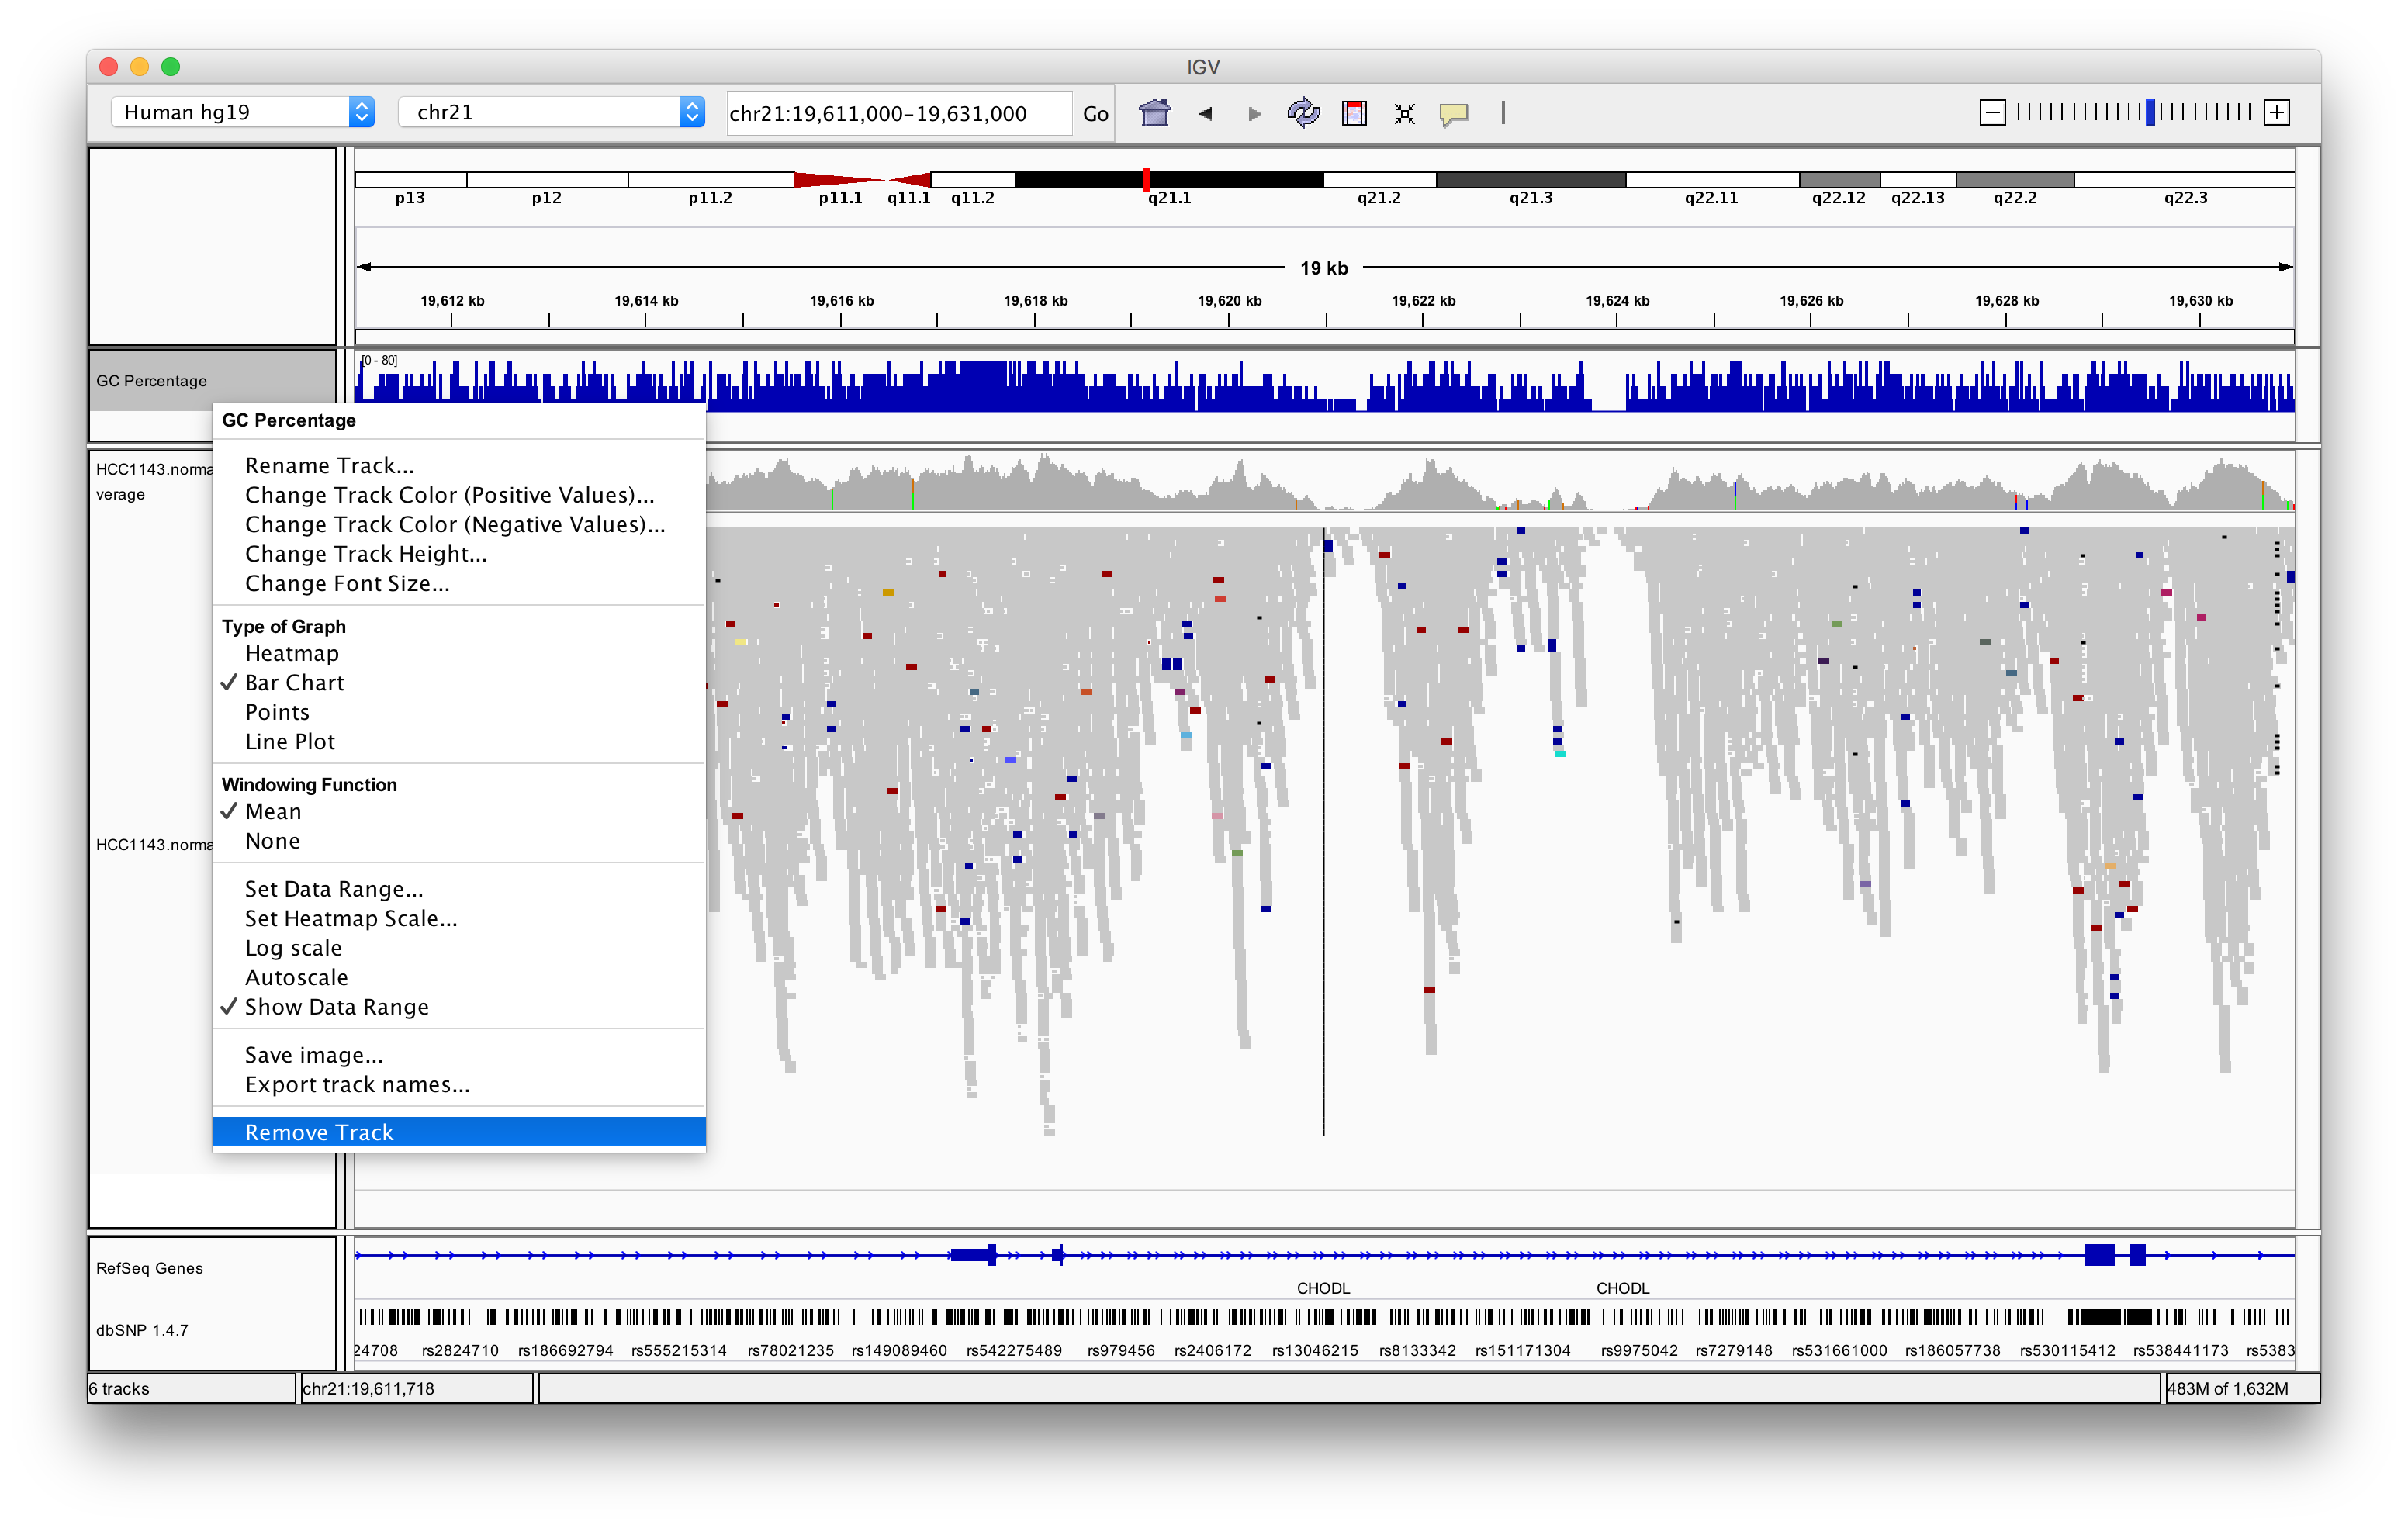 IGV
Human hg19
chr21
chr21:19,611,000-19,631,000
Go
p13 p12 p11.2 p11.1 q11.1 q11.2 q21.1 q21.2 q21.3 q22.11 q22.12 q22.13 q22.2 q22.3
19 kb
19,612 kb 19,614 kb 19,616 kb 19,618 kb 19,620 kb 19,622 kb 19,624 kb 19,626 kb 19,628 kb 19,630 kb
[0 - 80]
GC Percentage
GC Percentage
Rename Track...
Change Track Color (Positive Values)...
Change Track Color (Negative Values)...
Change Track Height...
Change Font Size...
Type of Graph
Heatmap
Bar Chart
Points
Line Plot
Windowing Function
Mean
None
Set Data Range...
Set Heatmap Scale...
Log scale
Autoscale
Show Data Range
Save image...
Export track names...
Remove Track
HCC1143.norma
verage
HCC1143.norma
RefSeq Genes
CHODL CHODL
dbSNP 1.4.7
24708 rs2824710 rs186692794 rs555215314 rs78021235 rs149089460 rs542275489 rs979456 rs2406172 rs13046215 rs8133342 rs151171304 rs9975042 rs7279148 rs531661000 rs186057738 rs530115412 rs538441173 rs5383
6 tracks
chr21:19,611,718
483M of 1,632M